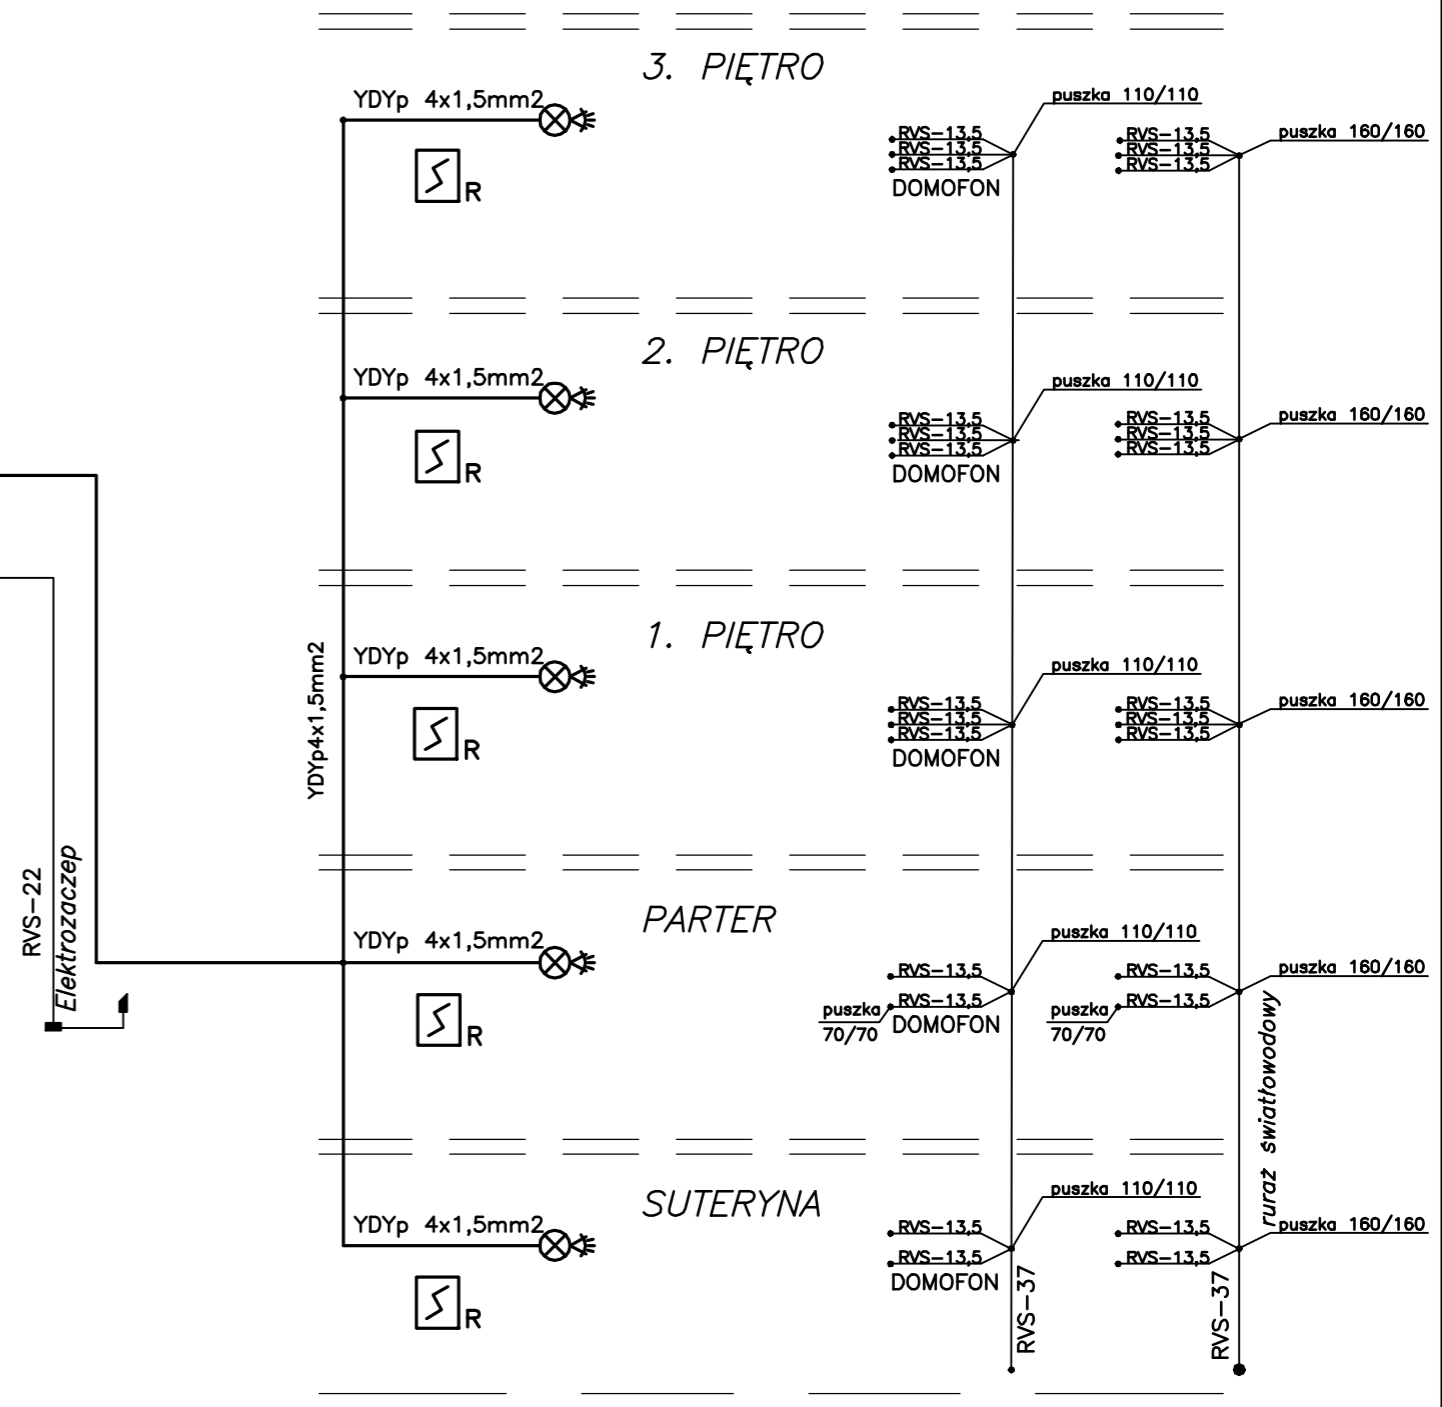 3. PIĘTRO
YDYp 4x1,5mm2
R
puszka 110/110
RVS-13,5
RVS-13,5
RVS-13,5
DOMOFON
puszka 160/160
RVS-13,5
RVS-13,5
RVS-13,5
2. PIĘTRO
YDYp 4x1,5mm2
R
puszka 110/110
RVS-13,5
RVS-13,5
RVS-13,5
DOMOFON
puszka 160/160
RVS-13,5
RVS-13,5
RVS-13,5
1. PIĘTRO
YDYp 4x1,5mm2
R
YDYp4x1,5mm2
puszka 110/110
RVS-13,5
RVS-13,5
RVS-13,5
DOMOFON
puszka 160/160
RVS-13,5
RVS-13,5
RVS-13,5
RVS-22
Elektrozaczep
PARTER
YDYp 4x1,5mm2
R
puszka 110/110
RVS-13,5
RVS-13,5
puszka
70/70
DOMOFON
puszka 160/160
RVS-13,5
RVS-13,5
puszka
70/70
ruraż światłowodowy
SUTERYNA
YDYp 4x1,5mm2
R
puszka 110/110
RVS-13,5
RVS-13,5
DOMOFON
RVS-37
puszka 160/160
RVS-13,5
RVS-13,5
RVS-37